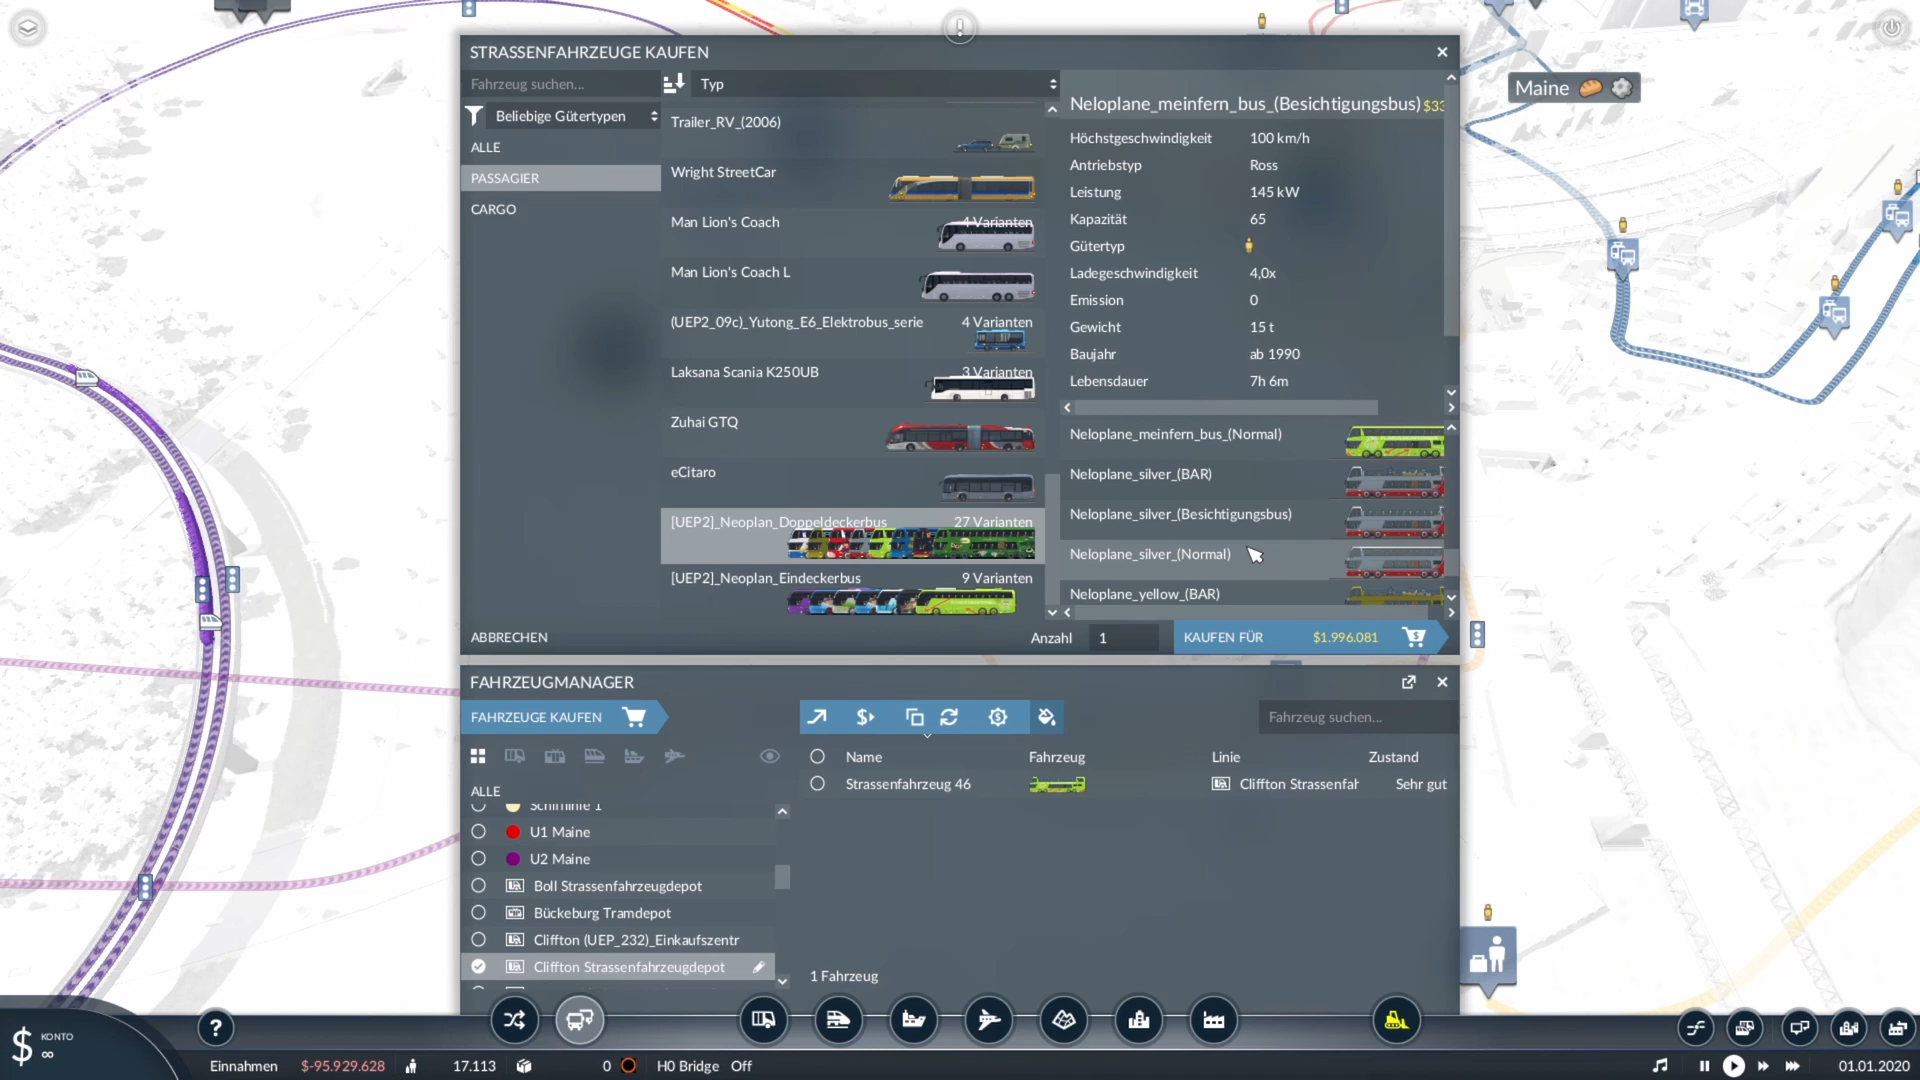 STRASSENFAHRZEUGE KAUFEN
Fahrzeug suchen...
Typ
Beliebige Gütertypen
ALLE
PASSAGIER
CARGO
Trailer_RV_(2006)
Wright StreetCar
Man Lion's Coach 4 Varianten
Man Lion's Coach L
(UEP2_09c)_Yutong_E6_Elektrobus_serie 4 Varianten
Laksana Scania K250UB 3 Varianten
Zuhai GTQ
eCitaro
[UEP2]_Neoplan_Doppeldeckerbus 27 Varianten
[UEP2]_Neoplan_Eindeckerbus 9 Varianten
Neloplane_meinfern_bus_(Besichtigungsbus) $33
Höchstgeschwindigkeit 100 km/h
Antriebstyp Ross
Leistung 145 kW
Kapazität 65
Gütertyp
Ladegeschwindigkeit 4,0x
Emission 0
Gewicht 15 t
Baujahr ab 1990
Lebensdauer 7h 6m
Neloplane_meinfern_bus_(Normal)
Neloplane_silver_(BAR)
Neloplane_silver_(Besichtigungsbus)
Neloplane_silver_(Normal)
Neloplane_yellow_(BAR)
ABBRECHEN
Anzahl 1
KAUFEN FÜR $1.996.081
Maine
FAHRZEUGMANAGER
FAHRZEUGE KAUFEN
Fahrzeug suchen...
ALLE
Schifflinie 1
U1 Maine
U2 Maine
Boll Strassenfahrzeugdepot
Bückeburg Tramdepot
Cliffton (UEP_232)_Einkaufszentr
Cliffton Strassenfahrzeugdepot
Name Fahrzeug Linie Zustand
Strassenfahrzeug 46 Cliffton Strassenfahr Sehr gut
1 Fahrzeug
$ KONTO
∞
?
Einnahmen $-95.929.628 17.113 0 H0 Bridge Off
01.01.2020